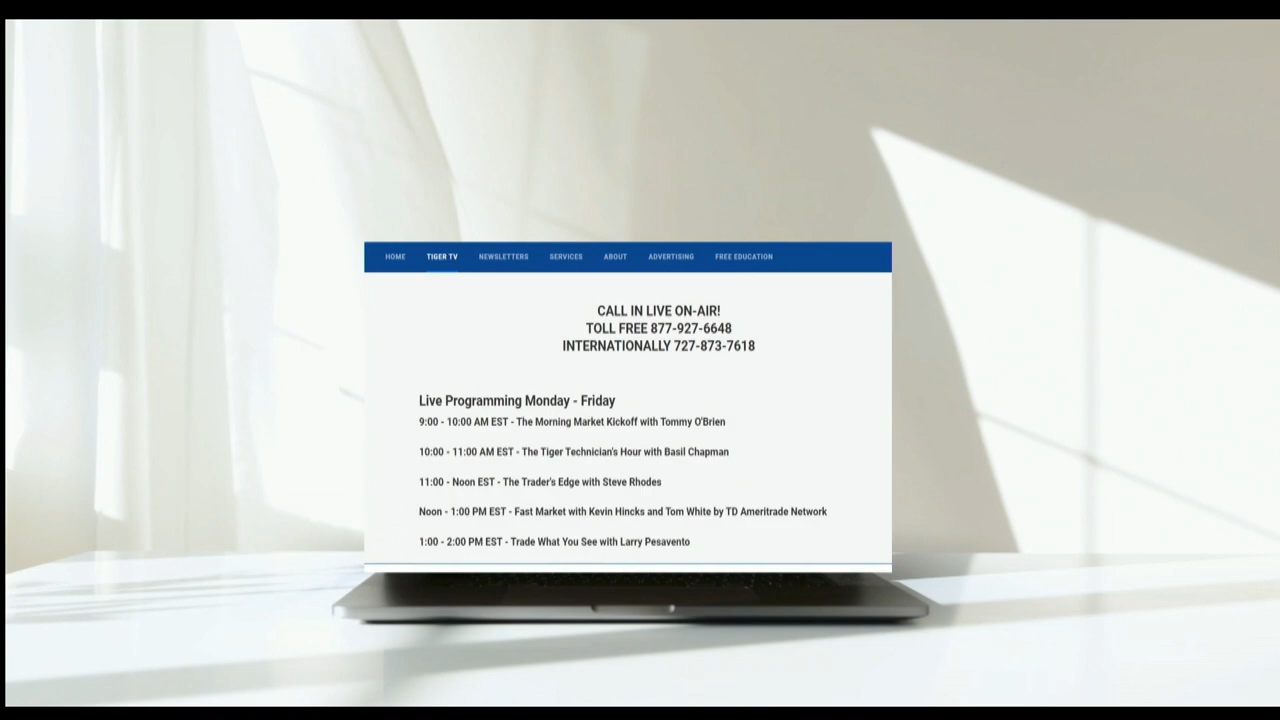 HOME TIGER TV NEWSLETTERS SERVICES ABOUT ADVERTISING FREE EDUCATION
CALL IN LIVE ON-AIR!
TOLL FREE 877-927-6648
INTERNATIONALLY 727-873-7618
Live Programming Monday - Friday
9:00 - 10:00 AM EST - The Morning Market Kickoff with Tommy O'Brien
10:00 - 11:00 AM EST - The Tiger Technician's Hour with Basil Chapman
11:00 - Noon EST - The Trader's Edge with Steve Rhodes
Noon - 1:00 PM EST - Fast Market with Kevin Hincks and Tom White by TD Ameritrade Network
1:00 - 2:00 PM EST - Trade What You See with Larry Pesavento